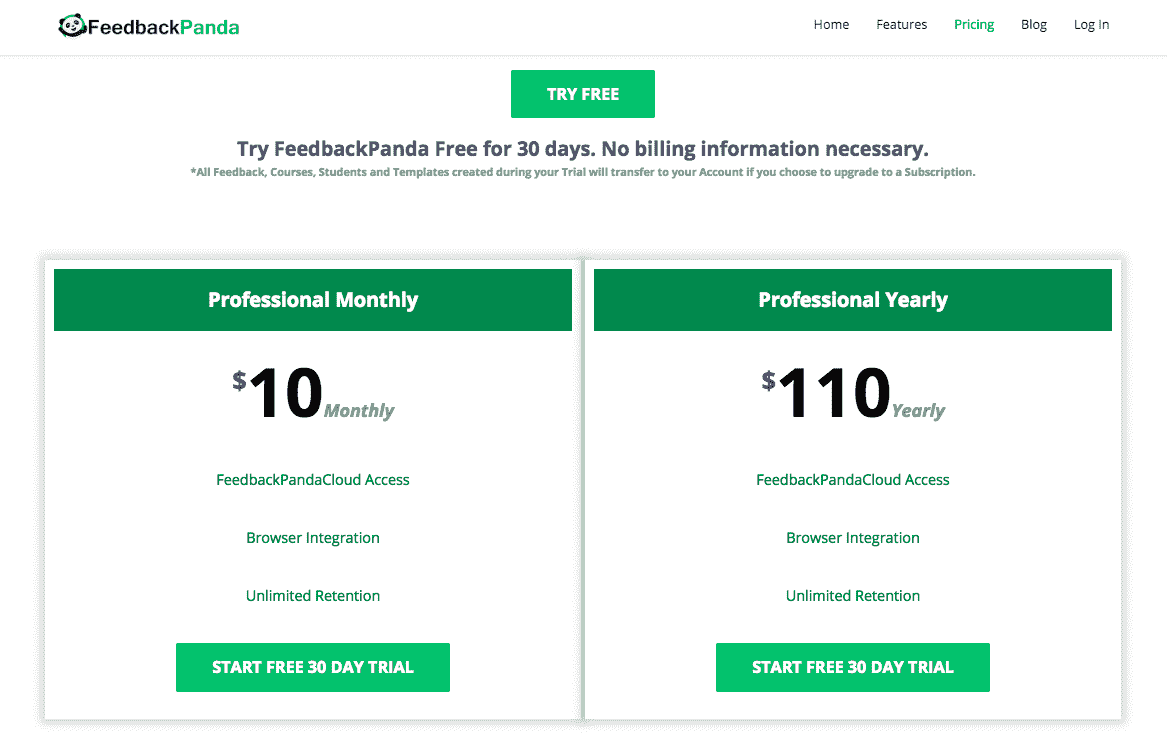 FeedbackPanda
Home Features Pricing Blog Log In
TRY FREE
Try FeedbackPanda Free for 30 days. No billing information necessary.
*All Feedback, Courses, Students and Templates created during your Trial will transfer to your Account if you choose to upgrade to a Subscription.
Professional Monthly
$10 Monthly
FeedbackPandaCloud Access
Browser Integration
Unlimited Retention
START FREE 30 DAY TRIAL
Professional Yearly
$110 Yearly
FeedbackPandaCloud Access
Browser Integration
Unlimited Retention
START FREE 30 DAY TRIAL